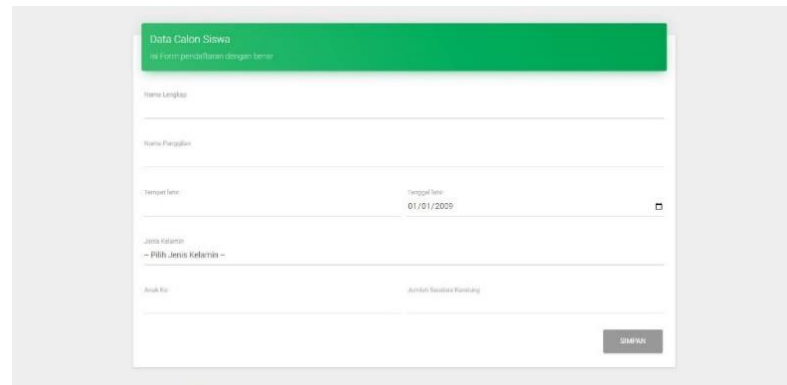 Data Calon Siswa
Isi Form pendaftaran dengan benar
Nama Lengkap
Nama Panggilan
Tempat lahir
Tanggal lahir
01/01/2009
Jenis Kelamin
-- Pilih Jenis Kelamin --
Anak Ke
Jumlah Saudara Kandung
SIMPAN